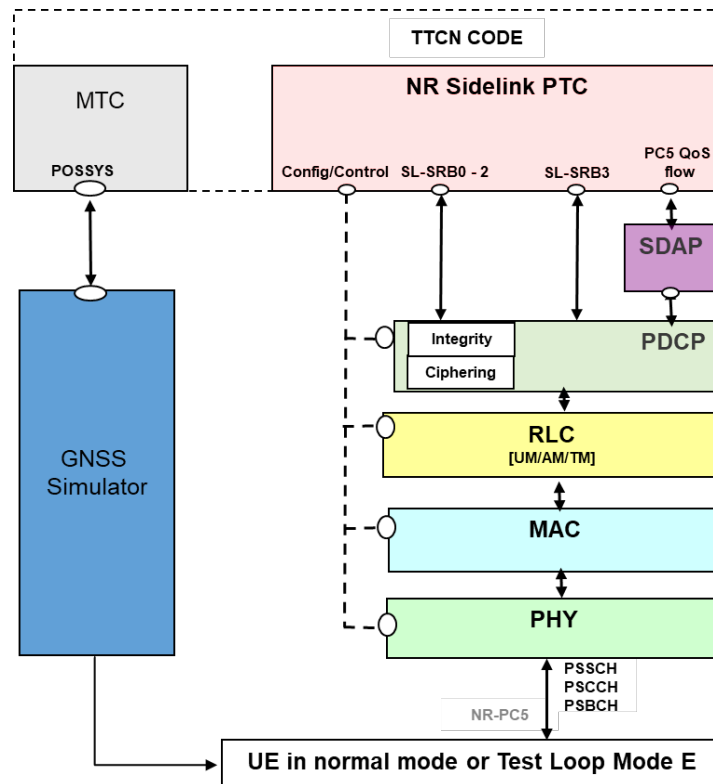 TTCN CODE
MTC
NR Sidelink PTC
POSSYS
Config/Control
SL-SRB0 - 2
SL-SRB3
PC5 QoS
flow
SDAP
Integrity
PDCP
Ciphering
RLC
[UM/AM/TM]
GNSS
Simulator
MAC
PHY
PSSCH
PSCCH
PSBCH
NR-PC5
UE in normal mode or Test Loop Mode E